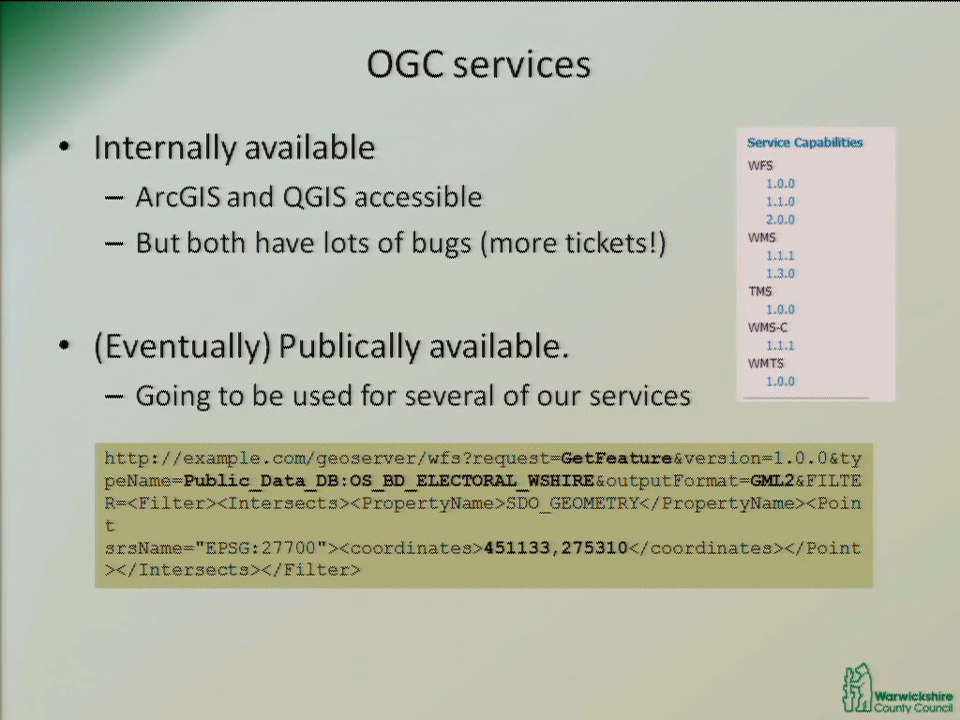 OGC services
• Internally available
– ArcGIS and QGIS accessible
– But both have lots of bugs (more tickets!)
• (Eventually) Publically available.
– Going to be used for several of our services
Service Capabilities
WFS
1.0.0
1.1.0
2.0.0
WMS
1.1.1
1.3.0
TMS
1.0.0
WMS-C
1.1.1
WMTS
1.0.0
http://example.com/geoserver/wfs?request=GetFeature&version=1.0.0&ty
peName=Public_Data_DB:OS_BD_ELECTORAL_WSHIRE&outputFormat=GML2&FILTE
R=<Filter><Intersects><PropertyName>SDO_GEOMETRY</PropertyName><Poin
t
srsName="EPSG:27700"><coordinates>451133,275310</coordinates></Point
></Intersects></Filter>
Warwickshire
County Council